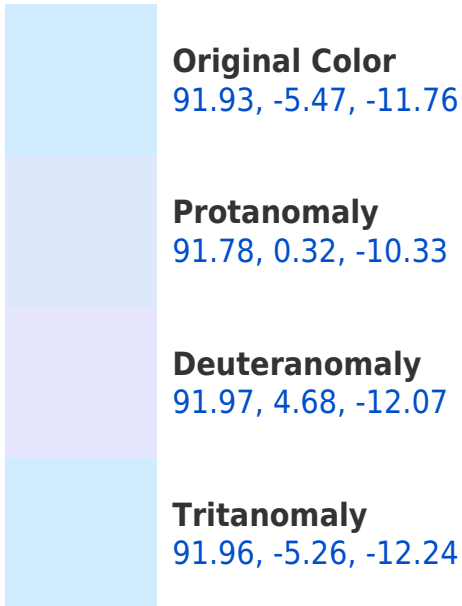 Original Color
91.93, -5.47, -11.76
Protanomaly
91.78, 0.32, -10.33
Deuteranomaly
91.97, 4.68, -12.07
Tritanomaly
91.96, -5.26, -12.24